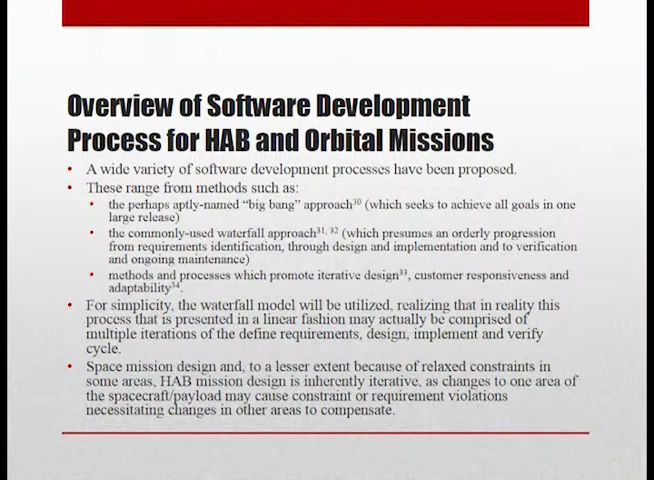 Overview of Software Development
Process for HAB and Orbital Missions
• A wide variety of software development processes have been proposed.
• These range from methods such as:
• the perhaps aptly-named “big bang” approach30 (which seeks to achieve all goals in one
large release)
• the commonly-used waterfall approach31, 32 (which presumes an orderly progression
from requirements identification, through design and implementation and to verification
and ongoing maintenance)
• methods and processes which promote iterative design33, customer responsiveness and
adaptability34.
• For simplicity, the waterfall model will be utilized, realizing that in reality this
process that is presented in a linear fashion may actually be comprised of
multiple iterations of the define requirements, design, implement and verify
cycle.
• Space mission design and, to a lesser extent because of relaxed constraints in
some areas, HAB mission design is inherently iterative, as changes to one area of
the spacecraft/payload may cause constraint or requirement violations
necessitating changes in other areas to compensate.